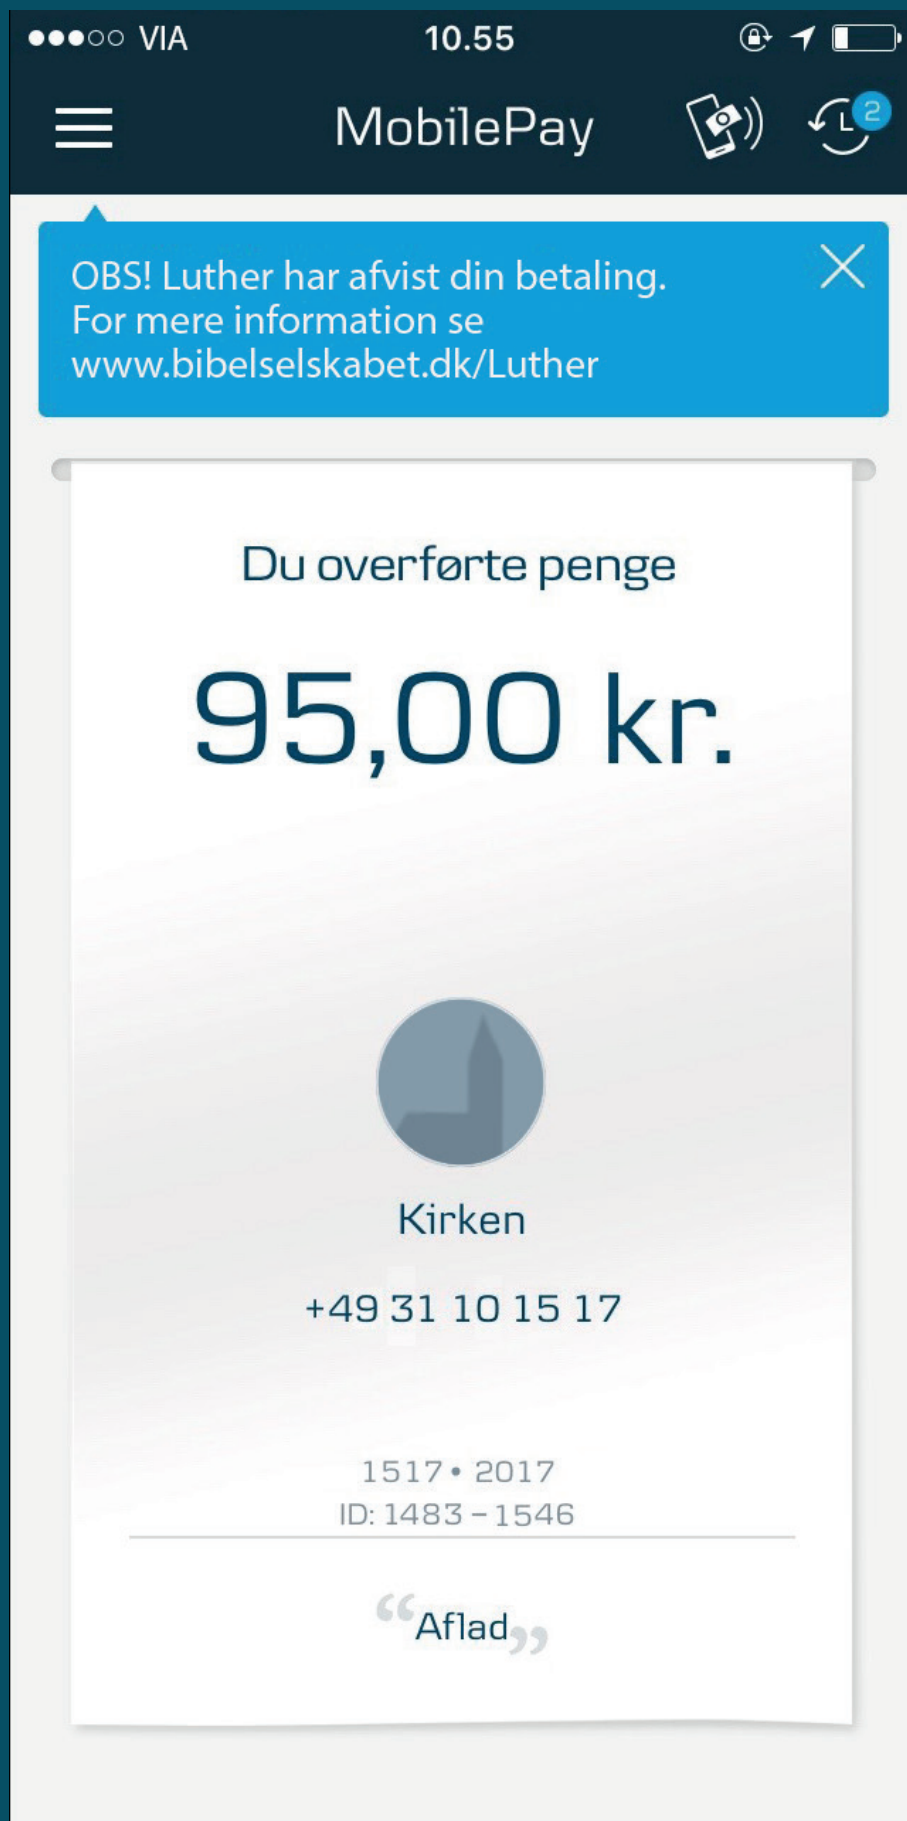 ●●●○○ VIA 10.55
MobilePay
L 2
OBS! Luther har afvist din betaling.
For mere information se
www.bibelselskabet.dk/Luther
Du overførte penge
95,00 kr.
Kirken
+49 31 10 15 17
1517 • 2017
ID: 1483 – 1546
“Aflad„